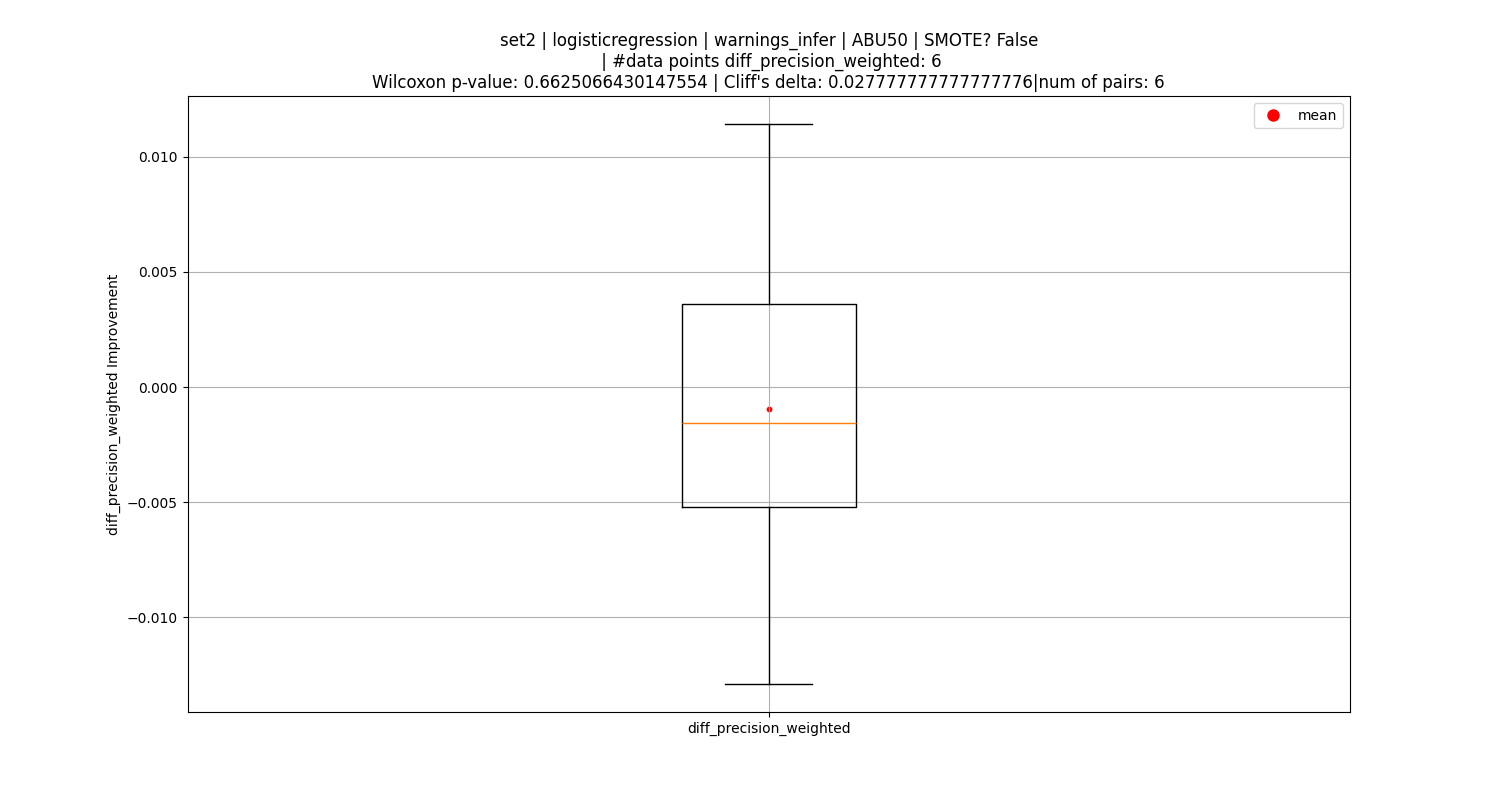 set2 | logisticregression | warnings_infer | ABU50 | SMOTE? False
| #data points diff_precision_weighted: 6
Wilcoxon p-value: 0.6625066430147554 | Cliff's delta: 0.027777777777777776|num of pairs: 6
mean
0.010
0.005
0.000
−0.005
−0.010
diff_precision_weighted Improvement
diff_precision_weighted